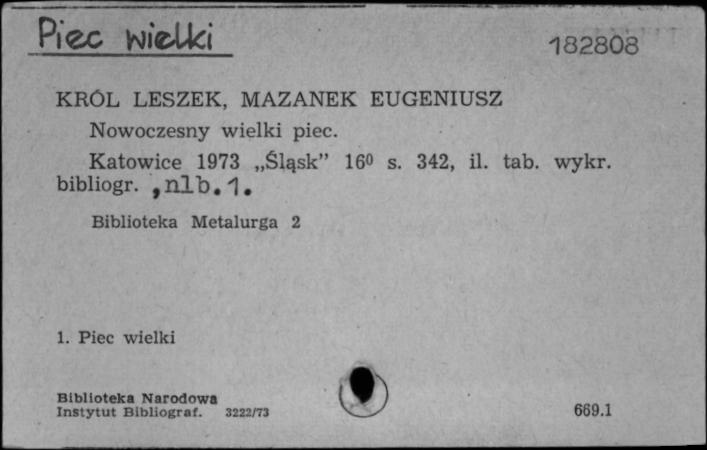 Piec wielki
182808
KRÓL LESZEK, MAZANEK EUGENIUSZ
Nowoczesny wielki piec.
Katowice 1973 „Śląsk” 16⁰ s. 342, il. tab. wykr.
bibliogr. , nlb. 1.
Biblioteka Metalurga 2
1. Piec wielki
Biblioteka Narodowa
Instytut Bibliograf. 3222/73
669.1